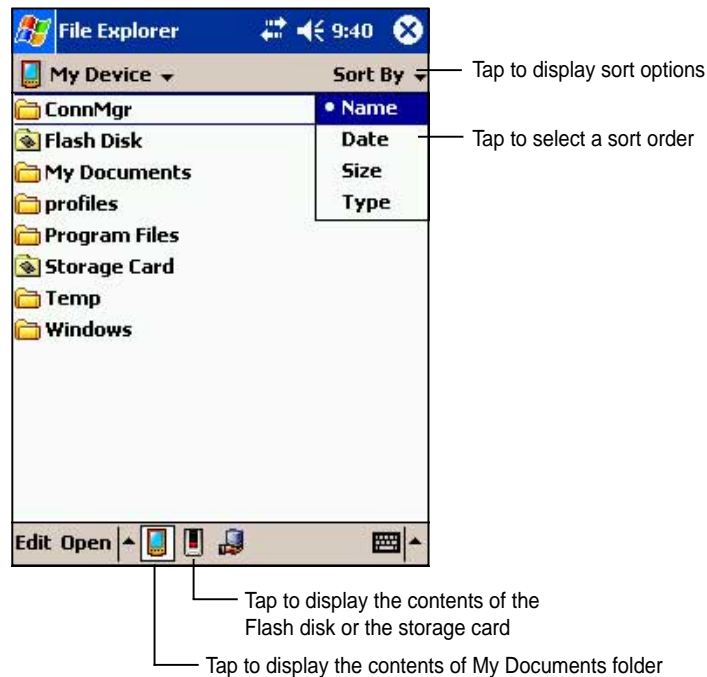 File Explorer 9:40
My Device Sort By
Tap to display sort options
ConnMgr
Name
Flash Disk
Date
Tap to select a sort order
My Documents
Size
profiles
Type
Program Files
Storage Card
Temp
Windows
Edit Open
Tap to display the contents of the
Flash disk or the storage card
Tap to display the contents of My Documents folder